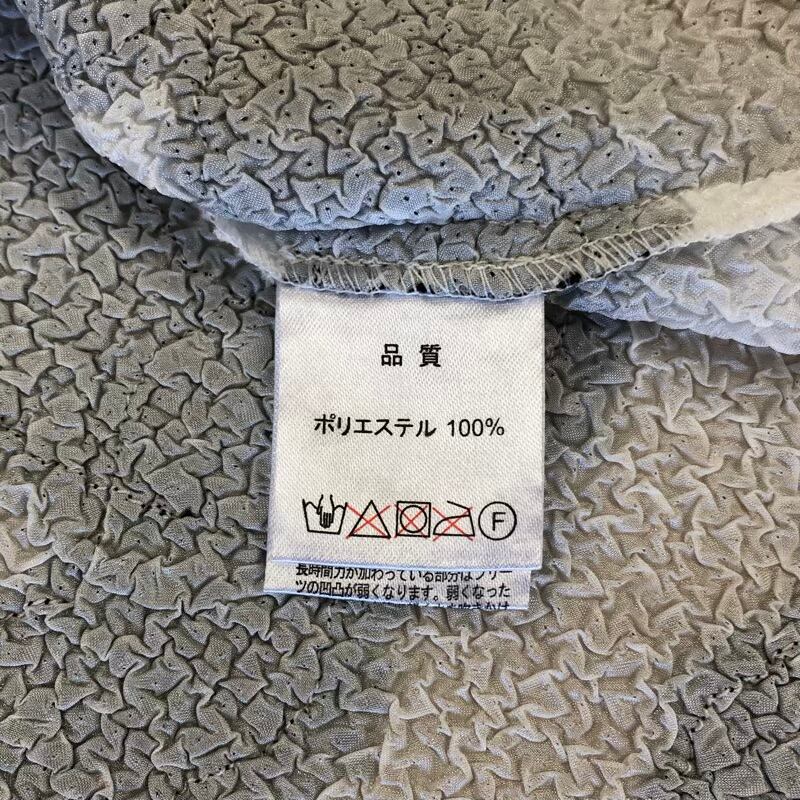 品質
ポリエステル 100%
F
長時間力が加わっている部分はプリー
ツの凹凸が弱くなります。弱くなった